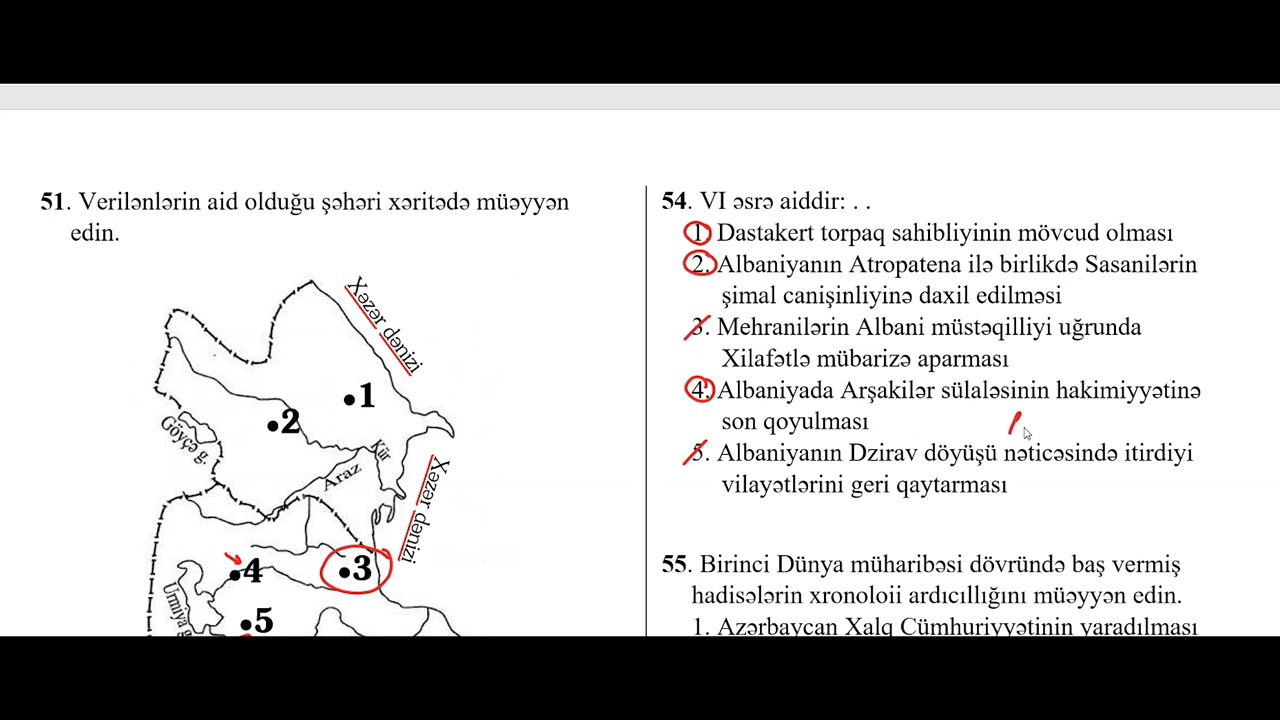 51. Verilənlərin aid olduğu şəhəri xəritədə müəyyən
edin.
Xəzər dənizi
1
2
Göyçə g.
Kür
Araz
Xəzər dənizi
4
3
Urmiya g.
5
54. VI əsrə aiddir: . .
1. Dastakert torpaq sahibliyinin mövcud olması
2. Albaniyanın Atropatena ilə birlikdə Sasanilərin
şimal canişinliyinə daxil edilməsi
3. Mehranilərin Albani müstəqilliyi uğrunda
Xilafətlə mübarizə aparması
4. Albaniyada Arşakilər sülaləsinin hakimiyyətinə
son qoyulması
5. Albaniyanın Dzirav döyüşü nəticəsində itirdiyi
vilayətlərini geri qaytarması
55. Birinci Dünya müharibəsi dövründə baş vermiş
hadisələrin xronoloii ardıcıllığını müəyyən edin.
1. Azərbaycan Xalq Cümhuriyyətinin yaradılması